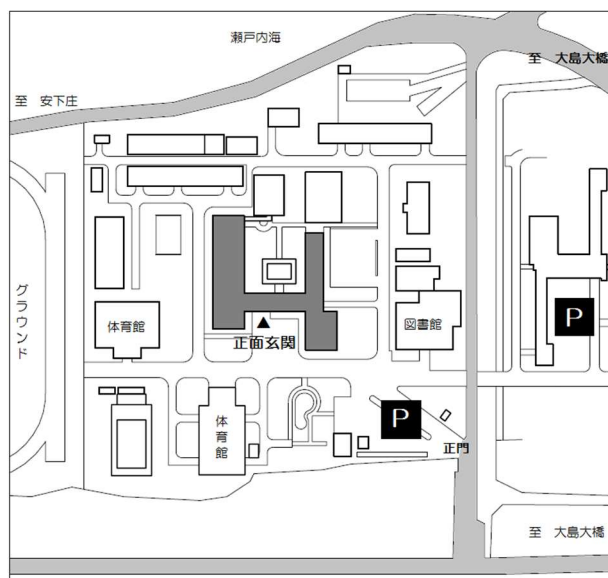 瀬戸内海
至 大島大橋
至 安下庄
グラウンド
体育館
正面玄関
図書館
P
体育館
P
正門
至 大島大橋